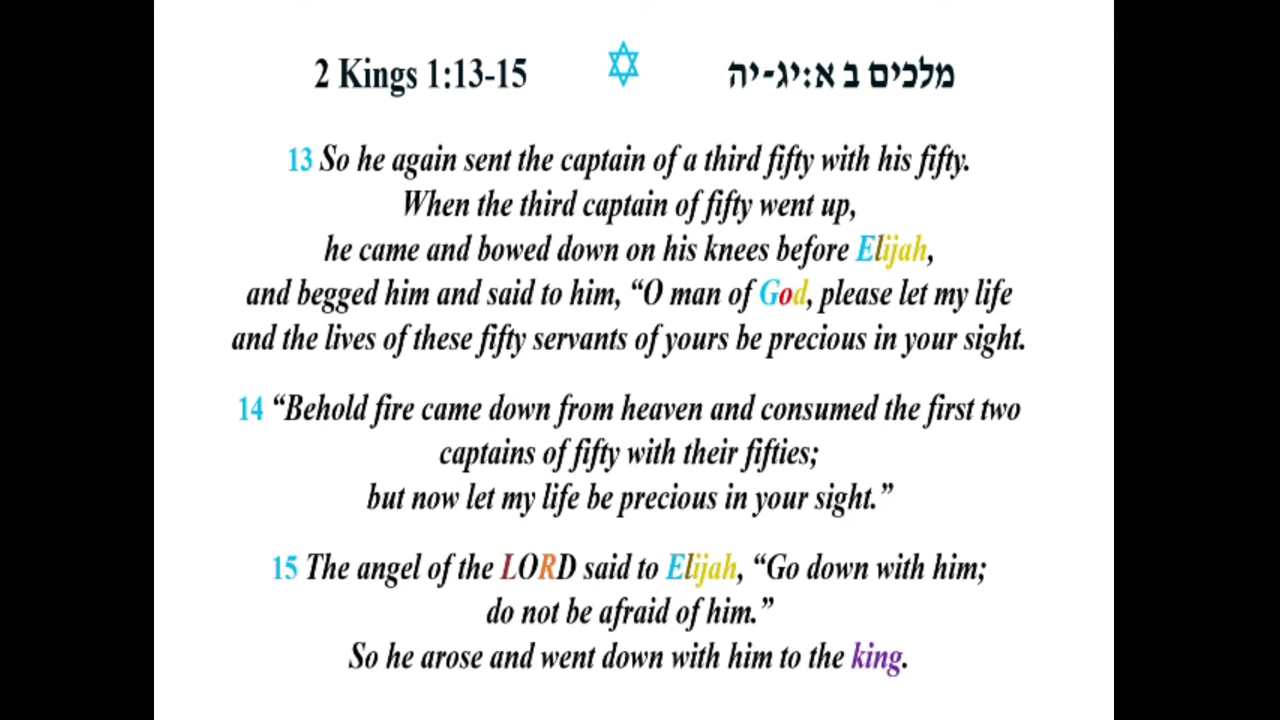 2 Kings 1:13-15 מלכים ב א:יג-יה
13 So he again sent the captain of a third fifty with his fifty.
When the third captain of fifty went up,
he came and bowed down on his knees before Elijah,
and begged him and said to him, “O man of God, please let my life
and the lives of these fifty servants of yours be precious in your sight.
14 “Behold fire came down from heaven and consumed the first two
captains of fifty with their fifties;
but now let my life be precious in your sight.”
15 The angel of the LORD said to Elijah, “Go down with him;
do not be afraid of him.”
So he arose and went down with him to the king.